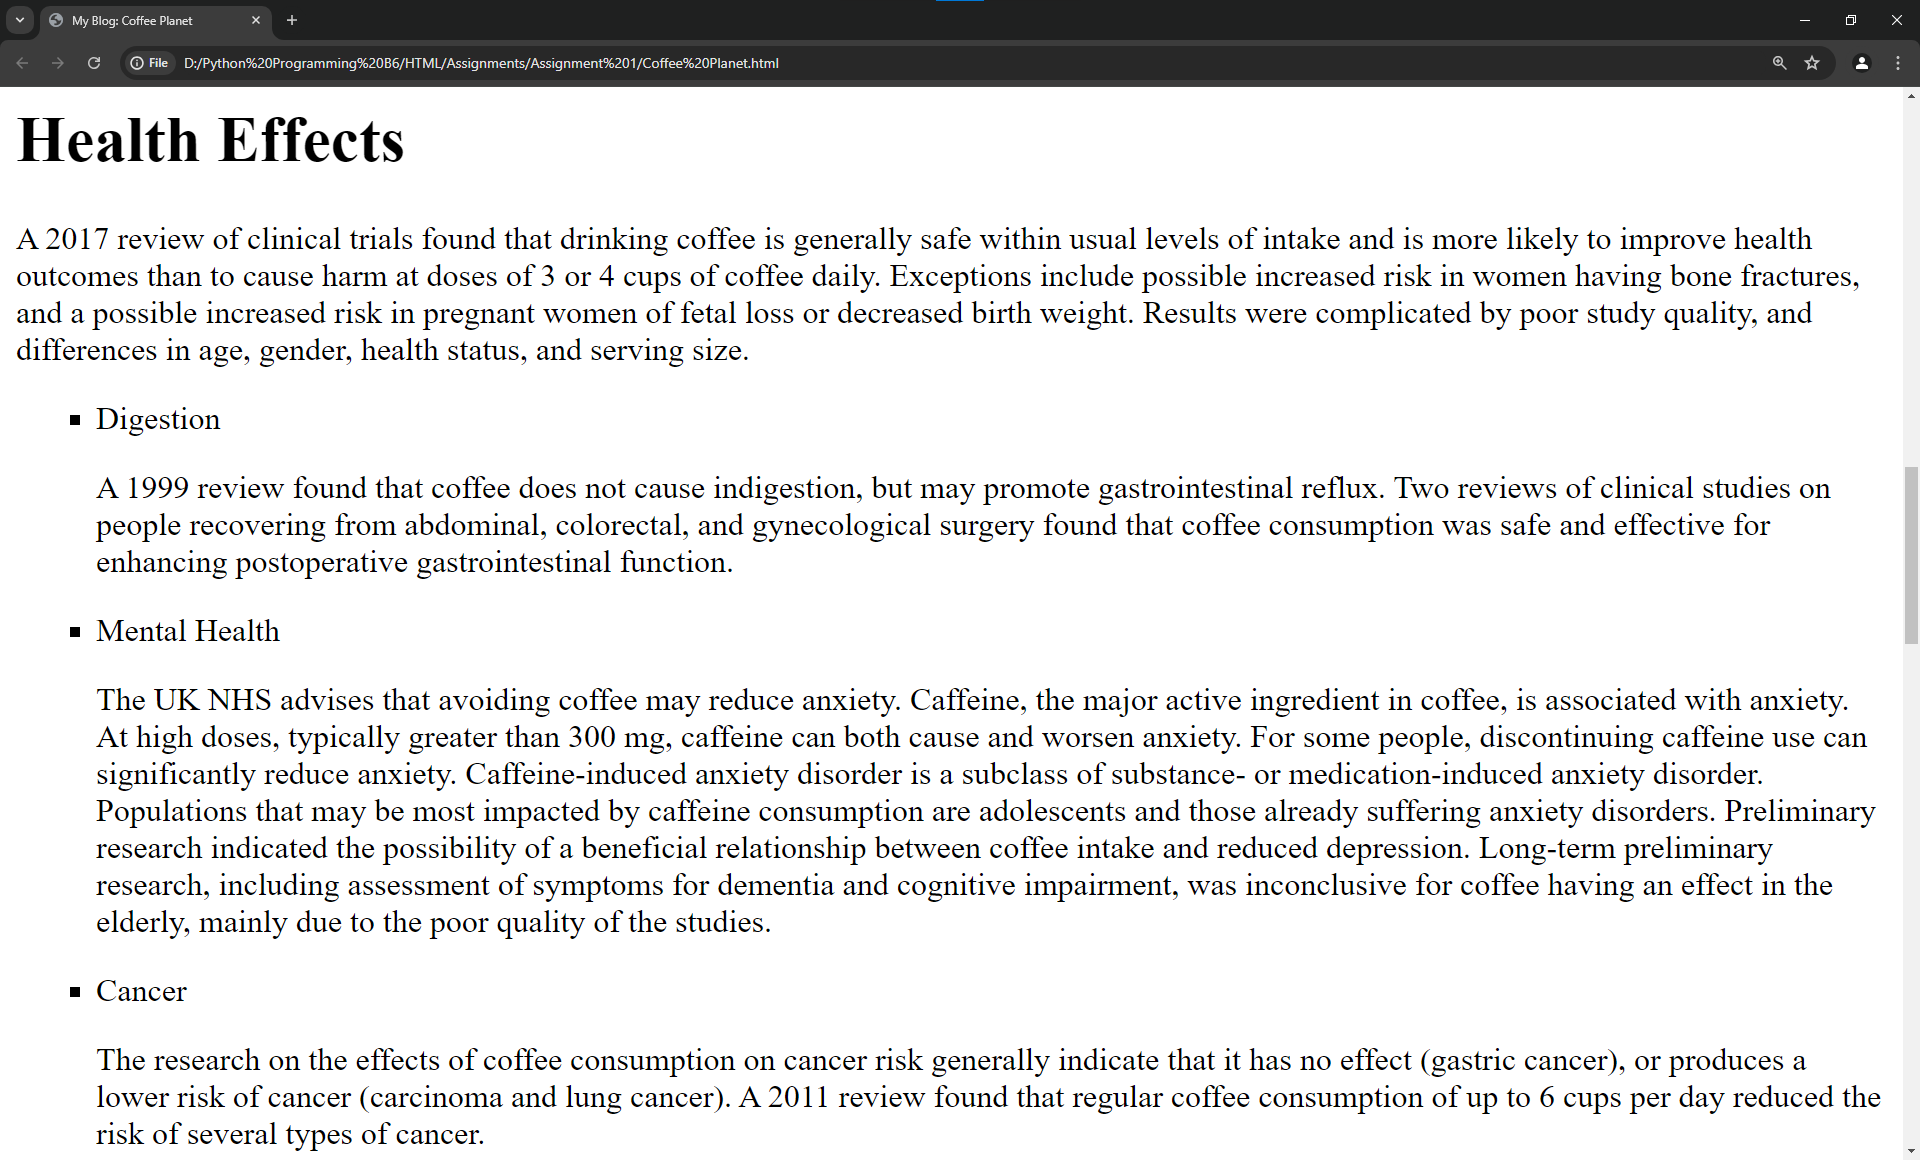 My Blog: Coffee Planet
File
D:/Python%20Programming%20B6/HTML/Assignments/Assignment%201/Coffee%20Planet.html
Health Effects
A 2017 review of clinical trials found that drinking coffee is generally safe within usual levels of intake and is more likely to improve health
outcomes than to cause harm at doses of 3 or 4 cups of coffee daily. Exceptions include possible increased risk in women having bone fractures,
and a possible increased risk in pregnant women of fetal loss or decreased birth weight. Results were complicated by poor study quality, and
differences in age, gender, health status, and serving size.
Digestion
A 1999 review found that coffee does not cause indigestion, but may promote gastrointestinal reflux. Two reviews of clinical studies on
people recovering from abdominal, colorectal, and gynecological surgery found that coffee consumption was safe and effective for
enhancing postoperative gastrointestinal function.
Mental Health
The UK NHS advises that avoiding coffee may reduce anxiety. Caffeine, the major active ingredient in coffee, is associated with anxiety.
At high doses, typically greater than 300 mg, caffeine can both cause and worsen anxiety. For some people, discontinuing caffeine use can
significantly reduce anxiety. Caffeine-induced anxiety disorder is a subclass of substance- or medication-induced anxiety disorder.
Populations that may be most impacted by caffeine consumption are adolescents and those already suffering anxiety disorders. Preliminary
research indicated the possibility of a beneficial relationship between coffee intake and reduced depression. Long-term preliminary
research, including assessment of symptoms for dementia and cognitive impairment, was inconclusive for coffee having an effect in the
elderly, mainly due to the poor quality of the studies.
Cancer
The research on the effects of coffee consumption on cancer risk generally indicate that it has no effect (gastric cancer), or produces a
lower risk of cancer (carcinoma and lung cancer). A 2011 review found that regular coffee consumption of up to 6 cups per day reduced the
risk of several types of cancer.